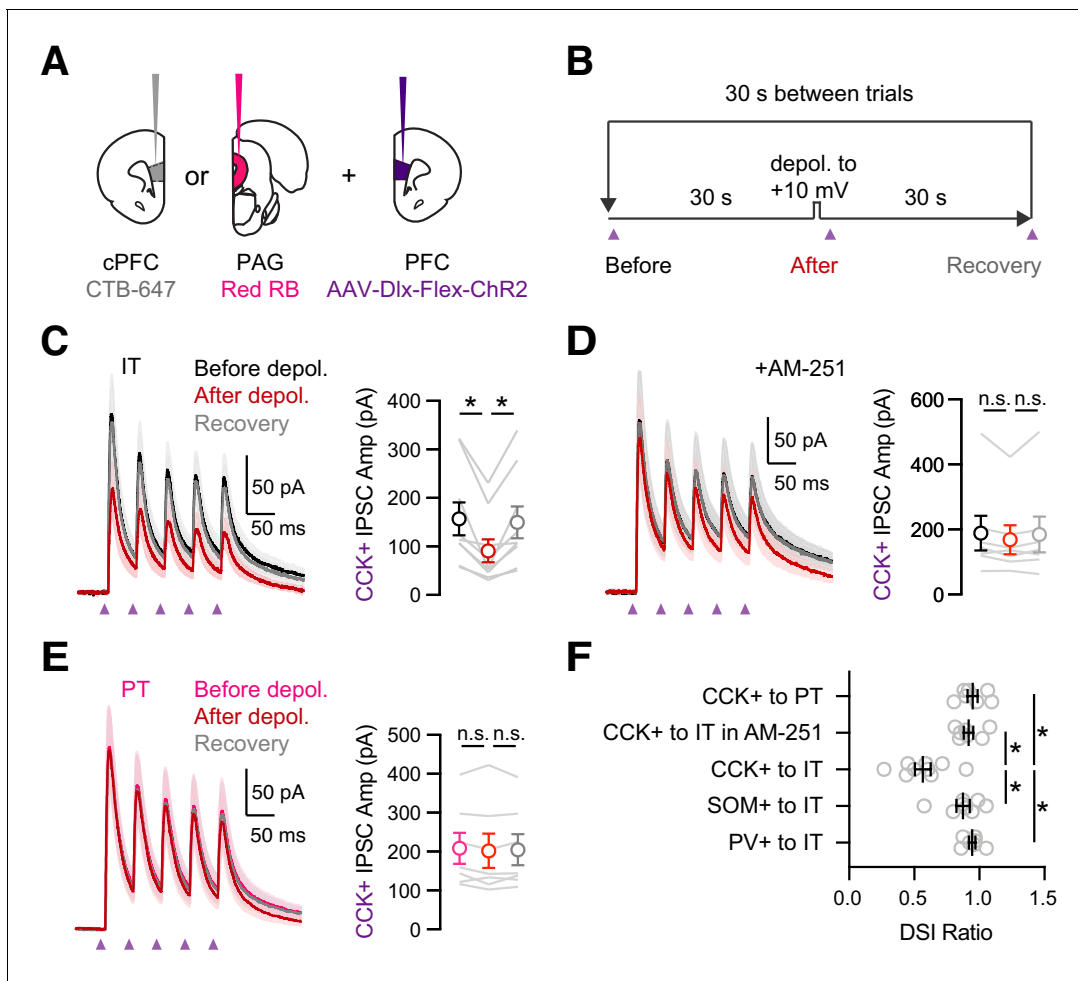 A
or
+
cPFC
CTB-647
PAG
Red RB
PFC
AAV-Dlx-Flex-ChR2
B
30 s between trials
depol. to
+10 mV
30 s
30 s
Before
After
Recovery
C
IT
Before depol.
After depol.
Recovery
50 pA
50 ms
CCK+ IPSC Amp (pA)
400
300
200
100
0
*
*
D
+AM-251
50 pA
50 ms
CCK+ IPSC Amp (pA)
600
400
200
0
n.s.
n.s.
E
PT
Before depol.
After depol.
Recovery
50 pA
50 ms
CCK+ IPSC Amp (pA)
500
400
300
200
100
0
n.s.
n.s.
F
CCK+ to PT
CCK+ to IT in AM-251
CCK+ to IT
SOM+ to IT
PV+ to IT
*
*
*
*
0.0
0.5
1.0
1.5
DSI Ratio